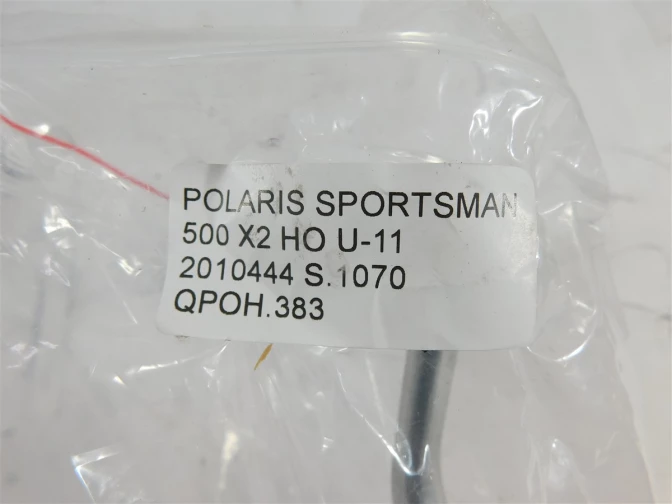 POLARIS SPORTSMAN
500 X2 HO U-11
2010444 S.1070
QPOH.383